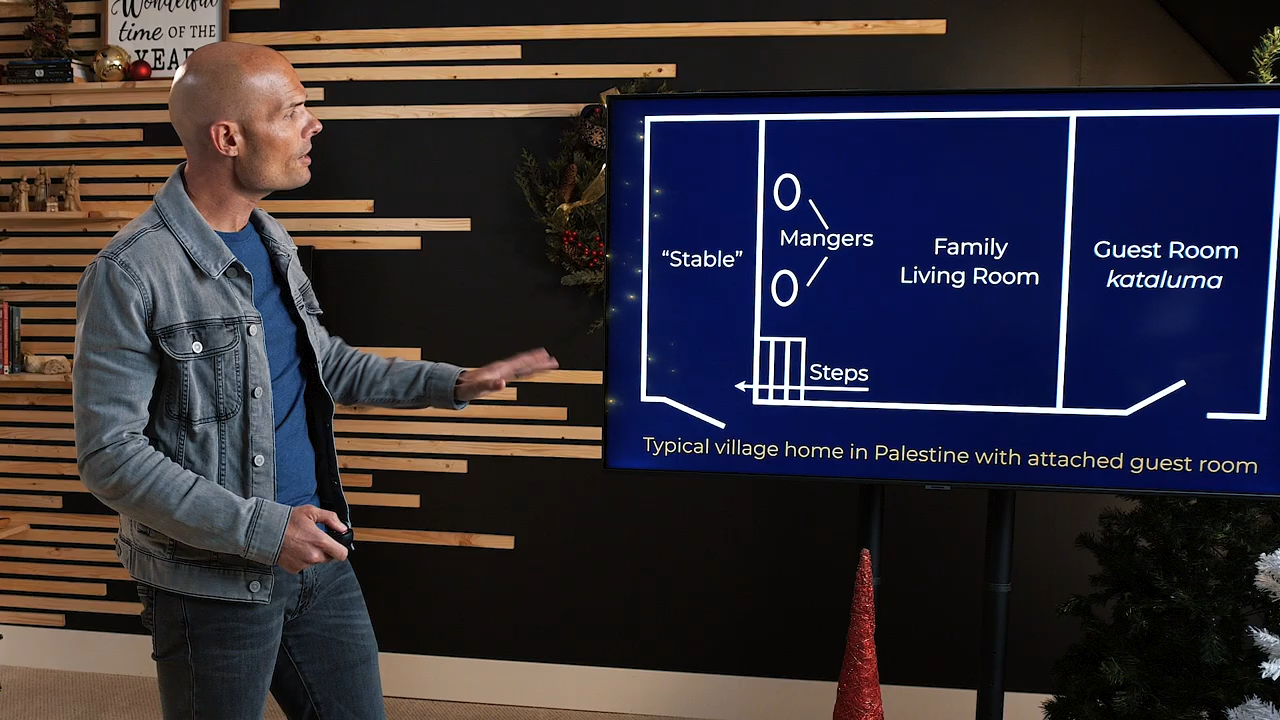 Wonderful
time OF THE
YEAR
“Stable”
Mangers
Family
Living Room
Guest Room
kataluma
Steps
Typical village home in Palestine with attached guest room